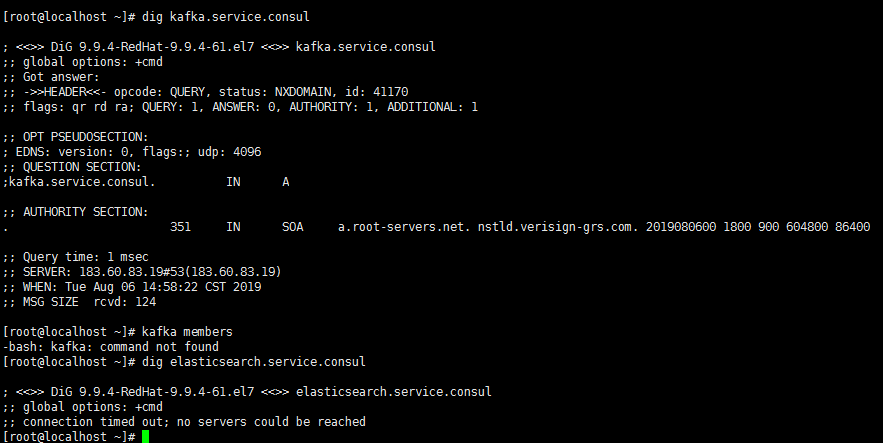 [root@localhost ~]# dig kafka.service.consul
; <<>> DiG 9.9.4-RedHat-9.9.4-61.el7 <<>> kafka.service.consul
;; global options: +cmd
;; Got answer:
;; ->>HEADER<<- opcode: QUERY, status: NXDOMAIN, id: 41170
;; flags: qr rd ra; QUERY: 1, ANSWER: 0, AUTHORITY: 1, ADDITIONAL: 1
;; OPT PSEUDOSECTION:
; EDNS: version: 0, flags:; udp: 4096
;; QUESTION SECTION:
;kafka.service.consul. IN A
;; AUTHORITY SECTION:
. 351 IN SOA a.root-servers.net. nstld.verisign-grs.com. 2019080600 1800 900 604800 86400
;; Query time: 1 msec
;; SERVER: 183.60.83.19#53(183.60.83.19)
;; WHEN: Tue Aug 06 14:58:22 CST 2019
;; MSG SIZE  rcvd: 124
[root@localhost ~]# kafka members
-bash: kafka: command not found
[root@localhost ~]# dig elasticsearch.service.consul
; <<>> DiG 9.9.4-RedHat-9.9.4-61.el7 <<>> elasticsearch.service.consul
;; global options: +cmd
;; connection timed out; no servers could be reached
[root@localhost ~]#